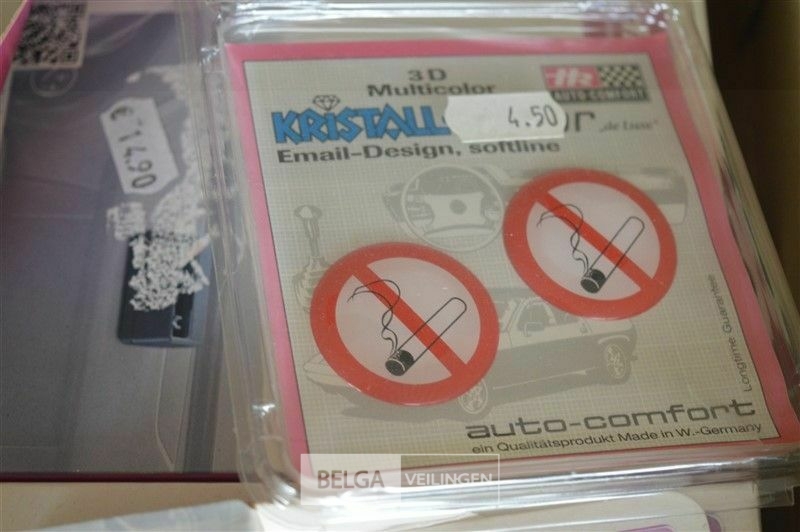 3D
Multicolor
HR
AUTO-COMFORT
4.50
KRISTALL
„de Luxe"
Email-Design, softline
€ 14.90
Longtime Guarantee
auto-comfort
ein Qualitätsprodukt Made in W.-Germany
BELGA VEILINGEN